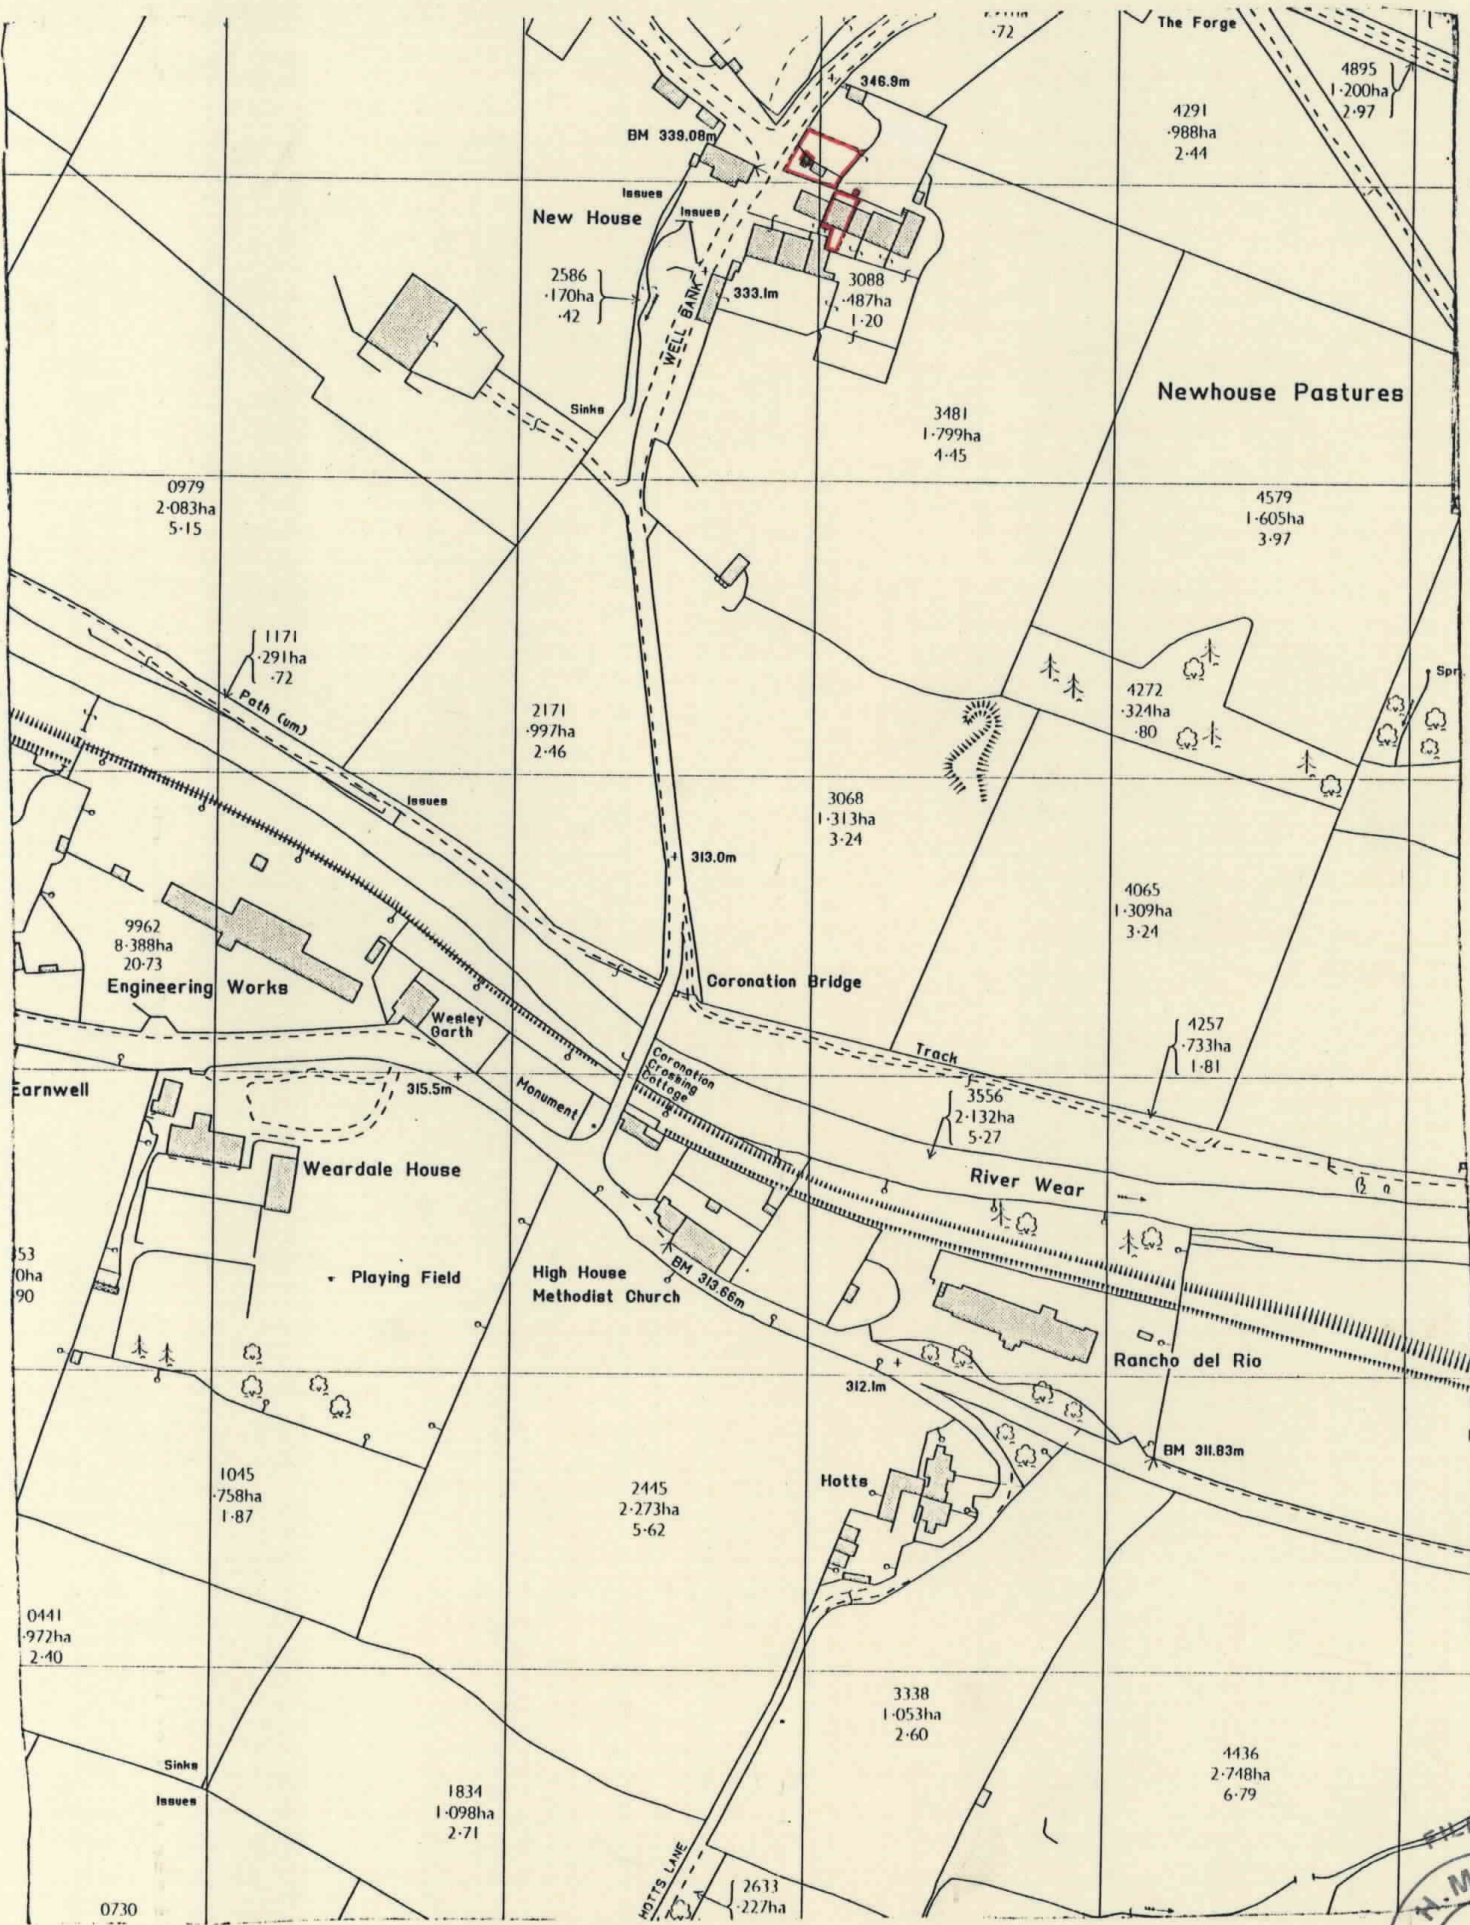 ·72
The Forge
4895
1·200ha
2·97
346.9m
4291
·988ha
2·44
BM 339.08m
Issues
New House
Issues
2586
·170ha
·42
WELL BANK
333.1m
3088
·487ha
1·20
Newhouse Pastures
Sinks
3481
1·799ha
4·45
0979
2·083ha
5·15
4579
1·605ha
3·97
1171
·291ha
·72
Path (um)
2171
·997ha
2·46
4272
·324ha
·80
Spr
Issues
3068
1·313ha
3·24
313.0m
4065
1·309ha
3·24
9962
8·388ha
20·73
Engineering Works
Coronation Bridge
Wesley
Garth
Track
4257
·733ha
1·81
Coronation
Crossing
Cottage
Earnwell
315.5m
Monument
3556
2·132ha
5·27
Weardale House
River Wear
Playing Field
High House
Methodist Church
BM 313.66m
53
0ha
90
Rancho del Rio
312.1m
BM 311.83m
1045
·758ha
1·87
2445
2·273ha
5·62
Hotts
0441
·972ha
2·40
3338
1·053ha
2·60
Sinks
Issues
4436
2·748ha
6·79
1834
1·098ha
2·71
HOTTS LANE
2633
·227ha
0730
H.M